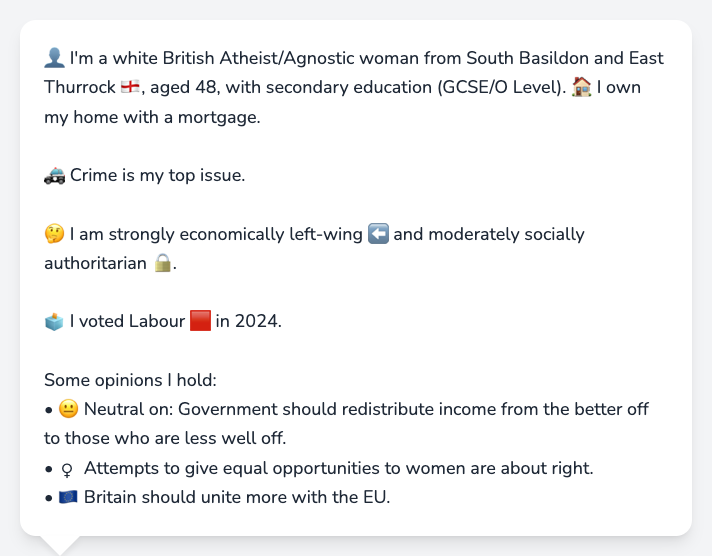 👤 I'm a white British Atheist/Agnostic woman from South Basildon and East
Thurrock 🏴󠁧󠁢󠁥󠁮󠁧󠁿, aged 48, with secondary education (GCSE/O Level). 🏠 I own
my home with a mortgage.
🚓 Crime is my top issue.
🤔 I am strongly economically left-wing ⬅️ and moderately socially
authoritarian 🔒.
🗳️ I voted Labour 🟥 in 2024.
Some opinions I hold:
• 😐 Neutral on: Government should redistribute income from the better off
to those who are less well off.
• ♀ Attempts to give equal opportunities to women are about right.
• 🇪🇺 Britain should unite more with the EU.